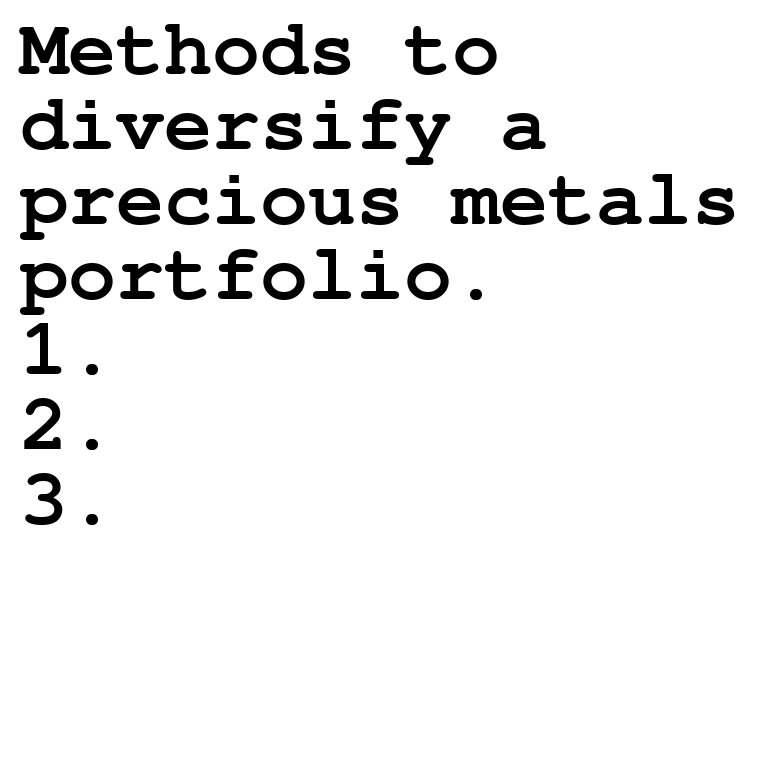 Methods to
diversify a
precious metals
portfolio.
1.
2.
3.